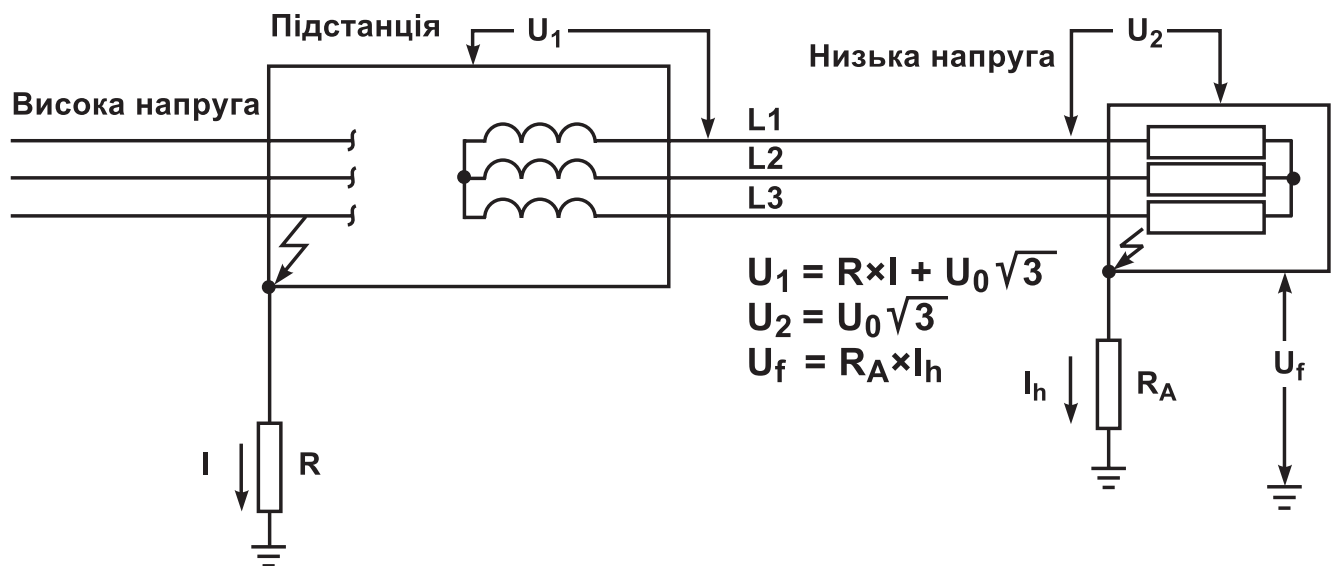 Підстанція
U1
U2
Низька напруга
Висока напруга
L1
L2
L3
U1 = R×I + U0√3
U2 = U0√3
Uf = RA×Ih
Ih
RA
Uf
I
R